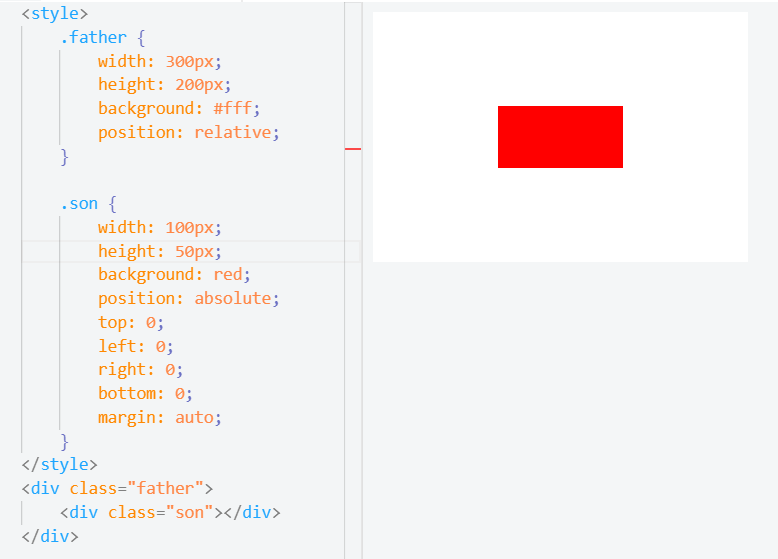 <style>
    .father {
        width: 300px;
        height: 200px;
        background: #fff;
        position: relative;
    }

    .son {
        width: 100px;
        height: 50px;
        background: red;
        position: absolute;
        top: 0;
        left: 0;
        right: 0;
        bottom: 0;
        margin: auto;
    }
</style>
<div class="father">
    <div class="son"></div>
</div>